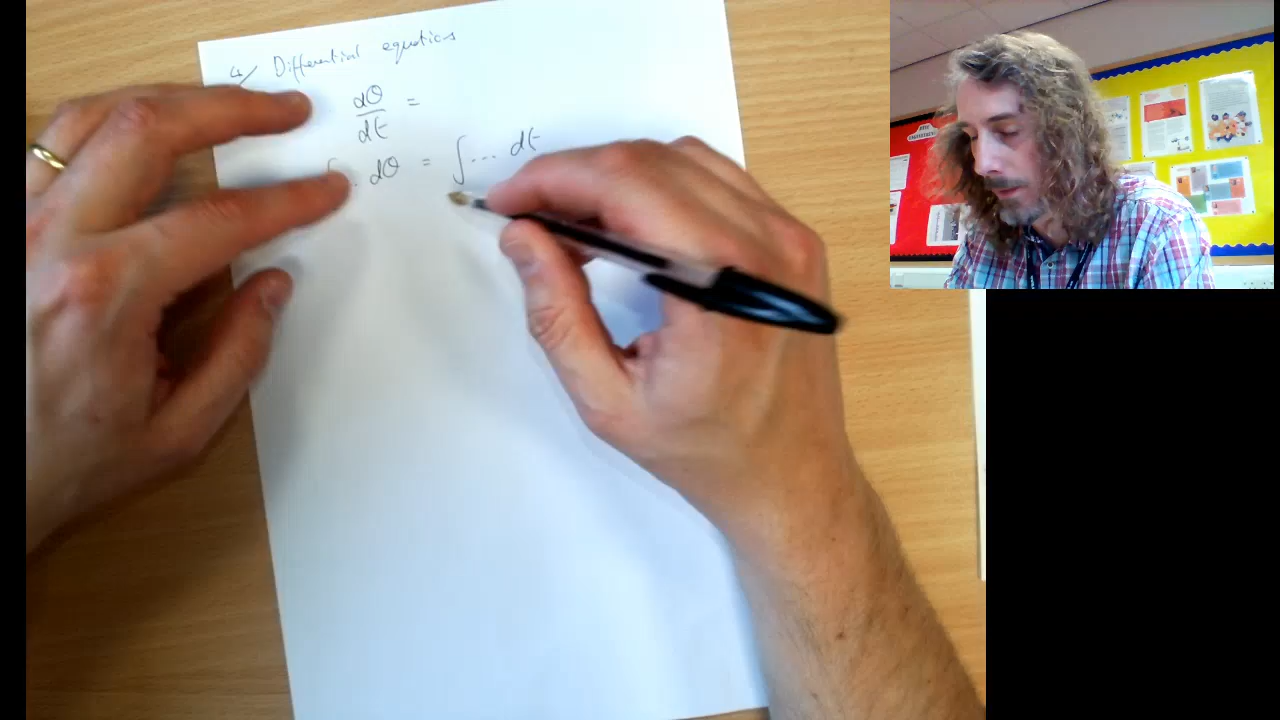 4/ Differential equations
dθ/dt =
∫ .. dθ = ∫ ... dt